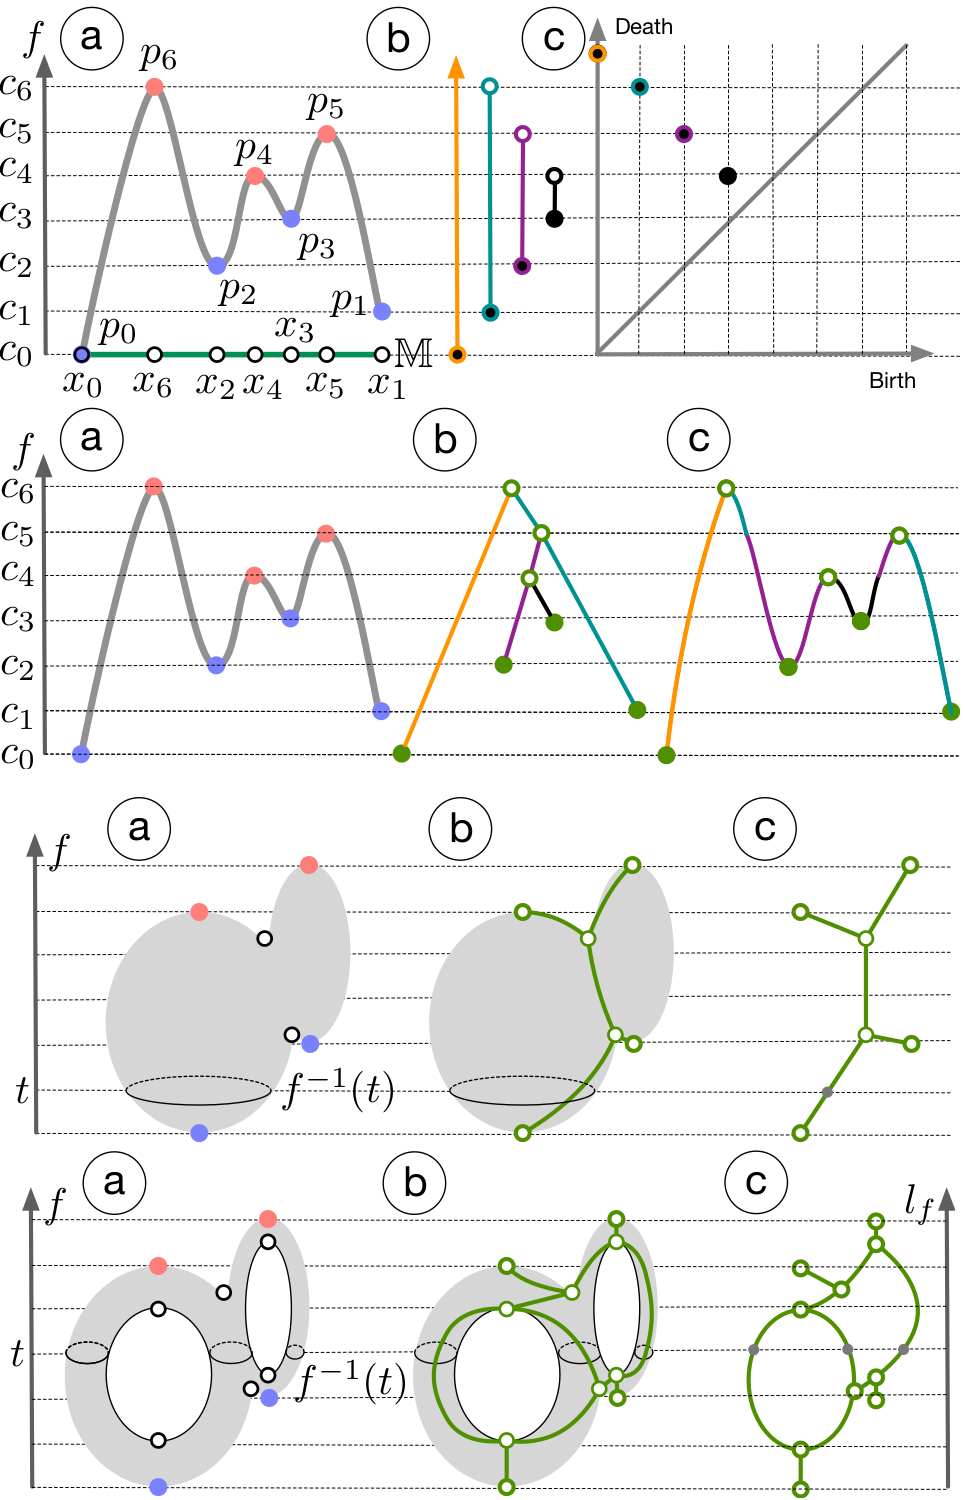 f a b c Death
c₆ p₆
c₅ p₅
c₄ p₄
c₃ p₃
c₂ p₂
c₁ p₁
c₀ p₀ x₃ 𝕄
x₀ x₆ x₂ x₄ x₅ x₁ Birth
f a b c
c₆
c₅
c₄
c₃
c₂
c₁
c₀
a b c
f
t f⁻¹(t)
a b c
f l_f
t
f⁻¹(t)